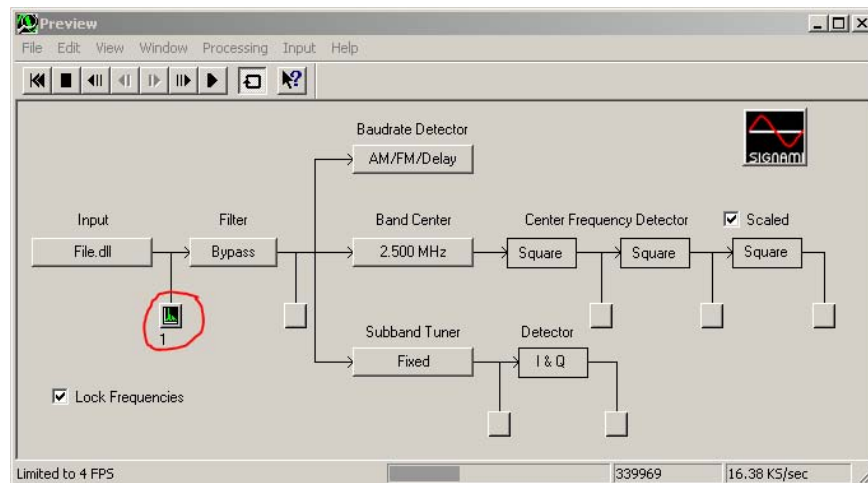 Preview
File Edit View Window Processing Input Help
Baudrate Detector
AM/FM/Delay
SIGNAMI
Input
Filter
Band Center
Center Frequency Detector
Scaled
File.dll
Bypass
2.500 MHz
Square
Square
Square
1
Subband Tuner
Detector
Fixed
I & Q
Lock Frequencies
Limited to 4 FPS
339969
16.38 KS/sec